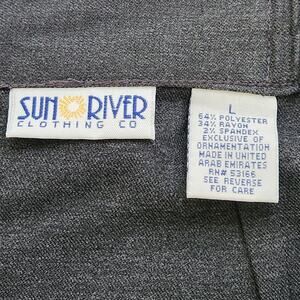 SUN RIVER
CLOTHING CO
L
64% POLYESTER
34% RAYON
2% SPANDEX
EXCLUSIVE OF
ORNAMENTATION
MADE IN UNITED
ARAB EMIRATES
RN# 53166
SEE REVERSE
FOR CARE